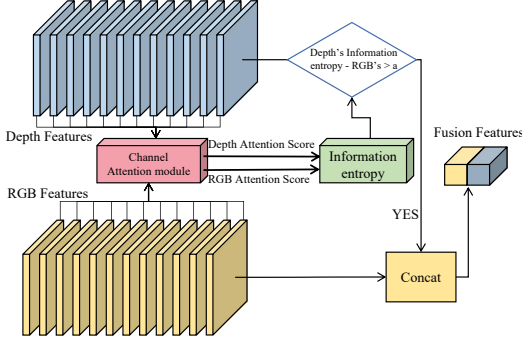 Depth's Information
entropy - RGB's > a
Depth Features
Channel
Attention module
Depth Attention Score
RGB Attention Score
Information
entropy
Fusion Features
RGB Features
YES
Concat